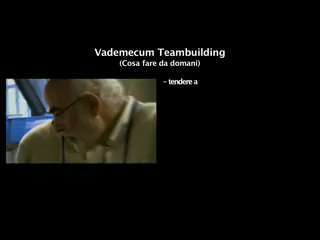 Vademecum Teambuilding
(Cosa fare da domani)
- tendere a